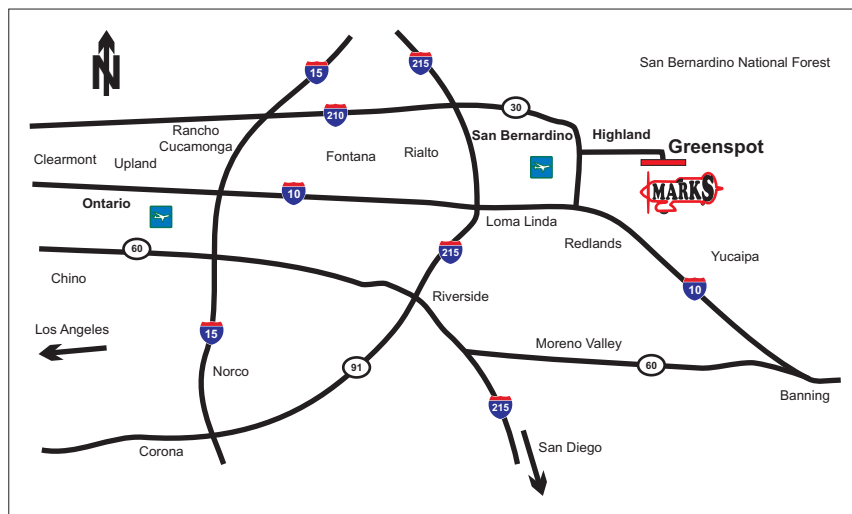 N
15
215
San Bernardino National Forest
210
30
Rancho
Cucamonga
San Bernardino
Highland
Greenspot
Clearmont
Upland
Fontana
Rialto
MARKS
10
Ontario
Loma Linda
60
215
Redlands
Yucaipa
Chino
10
Riverside
Los Angeles
15
Moreno Valley
60
Norco
91
Banning
215
Corona
San Diego